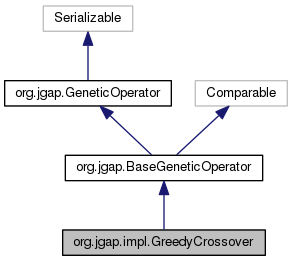 Serializable
org.jgap.GeneticOperator
Comparable
org.jgap.BaseGeneticOperator
org.jgap.impl.GreedyCrossover